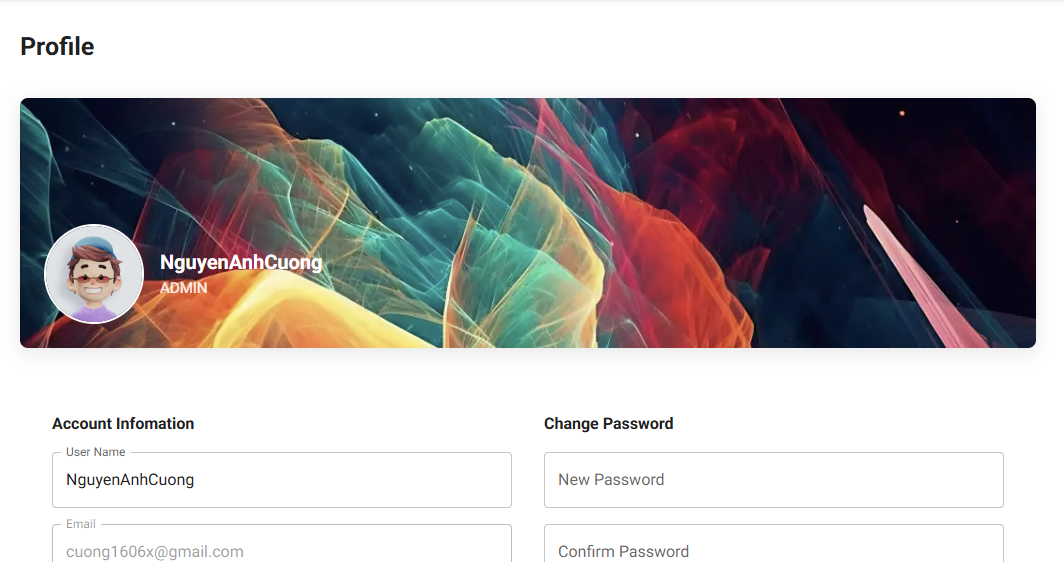 Profile
NguyenAnhCuong
ADMIN
Account Infomation
User Name
NguyenAnhCuong
Email
cuong1606x@gmail.com
Change Password
New Password
Confirm Password